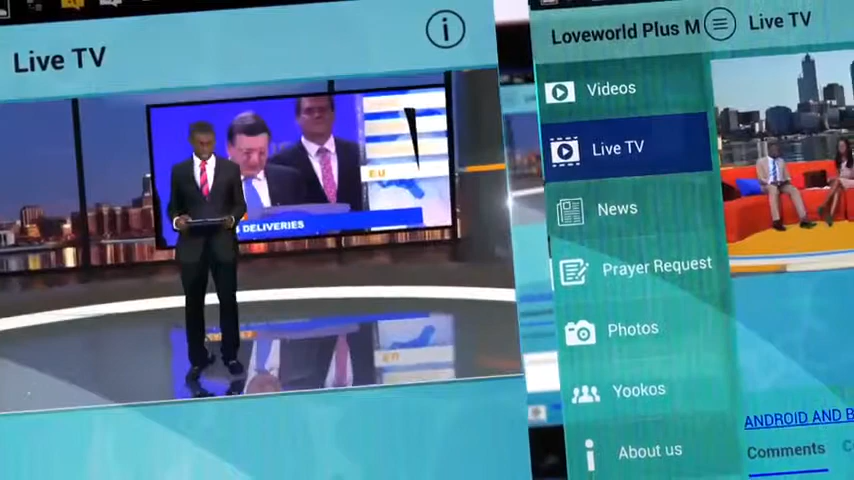 Live TV
EU
DELIVERIES
Loveworld Plus M
Live TV
Videos
Live TV
News
Prayer Request
Photos
Yookos
About us
ANDROID AND B
Comments